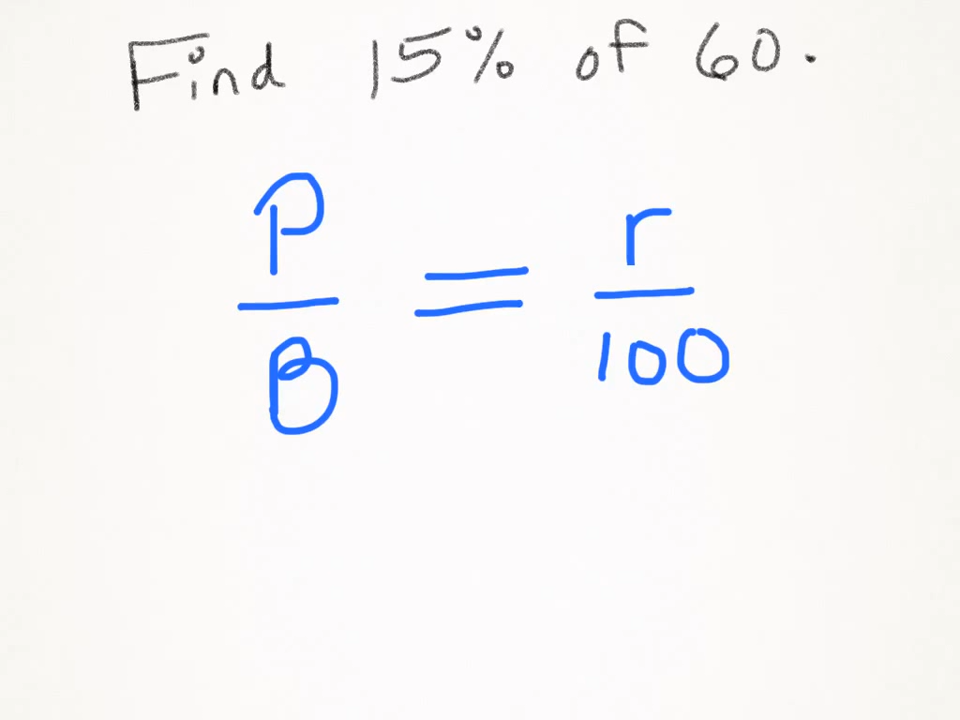 Find 15% of 60.
P/B = r/100